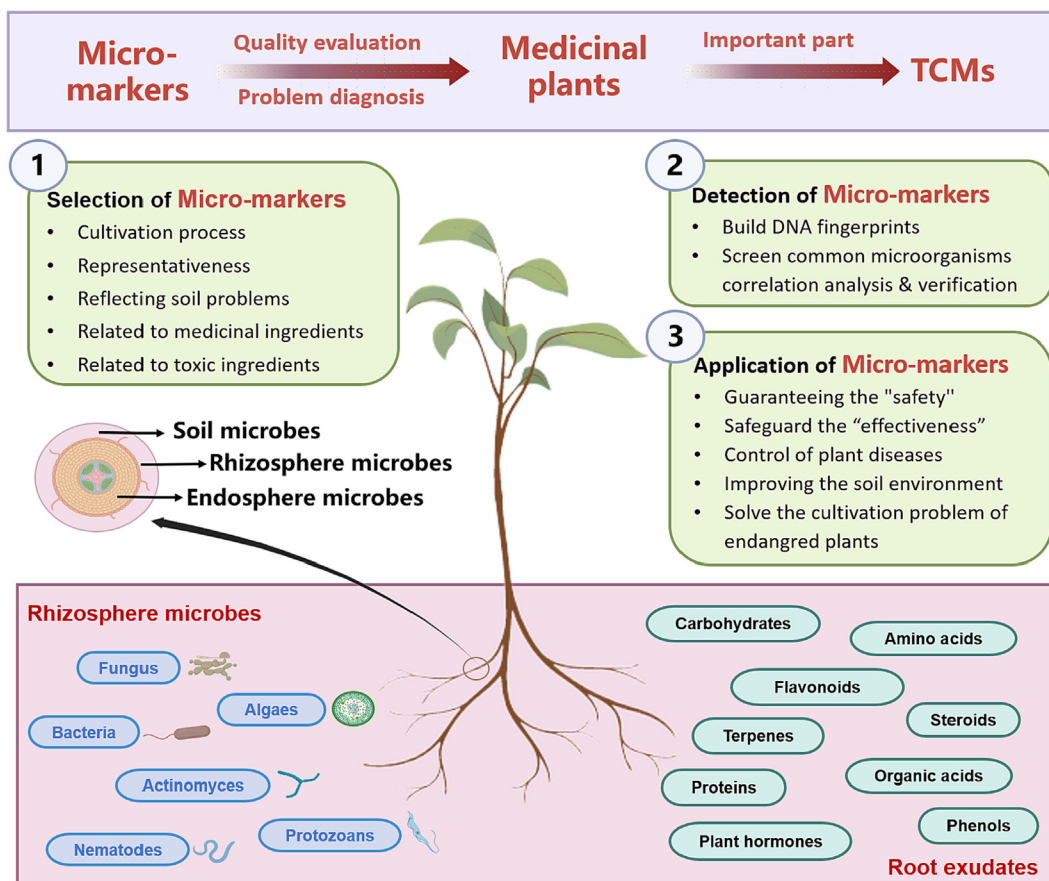 Micro-
markers
Quality evaluation
Problem diagnosis
Medicinal
plants
Important part
TCMs
1
Selection of Micro-markers
• Cultivation process
• Representativeness
• Reflecting soil problems
• Related to medicinal ingredients
• Related to toxic ingredients
2
Detection of Micro-markers
• Build DNA fingerprints
• Screen common microorganisms
correlation analysis & verification
3
Application of Micro-markers
• Guaranteeing the "safety"
• Safeguard the “effectiveness”
• Control of plant diseases
• Improving the soil environment
• Solve the cultivation problem of
endangred plants
Soil microbes
Rhizosphere microbes
Endosphere microbes
Rhizosphere microbes
Fungus
Algaes
Bacteria
Actinomyces
Protozoans
Nematodes
Carbohydrates
Amino acids
Flavonoids
Steroids
Terpenes
Organic acids
Proteins
Phenols
Plant hormones
Root exudates